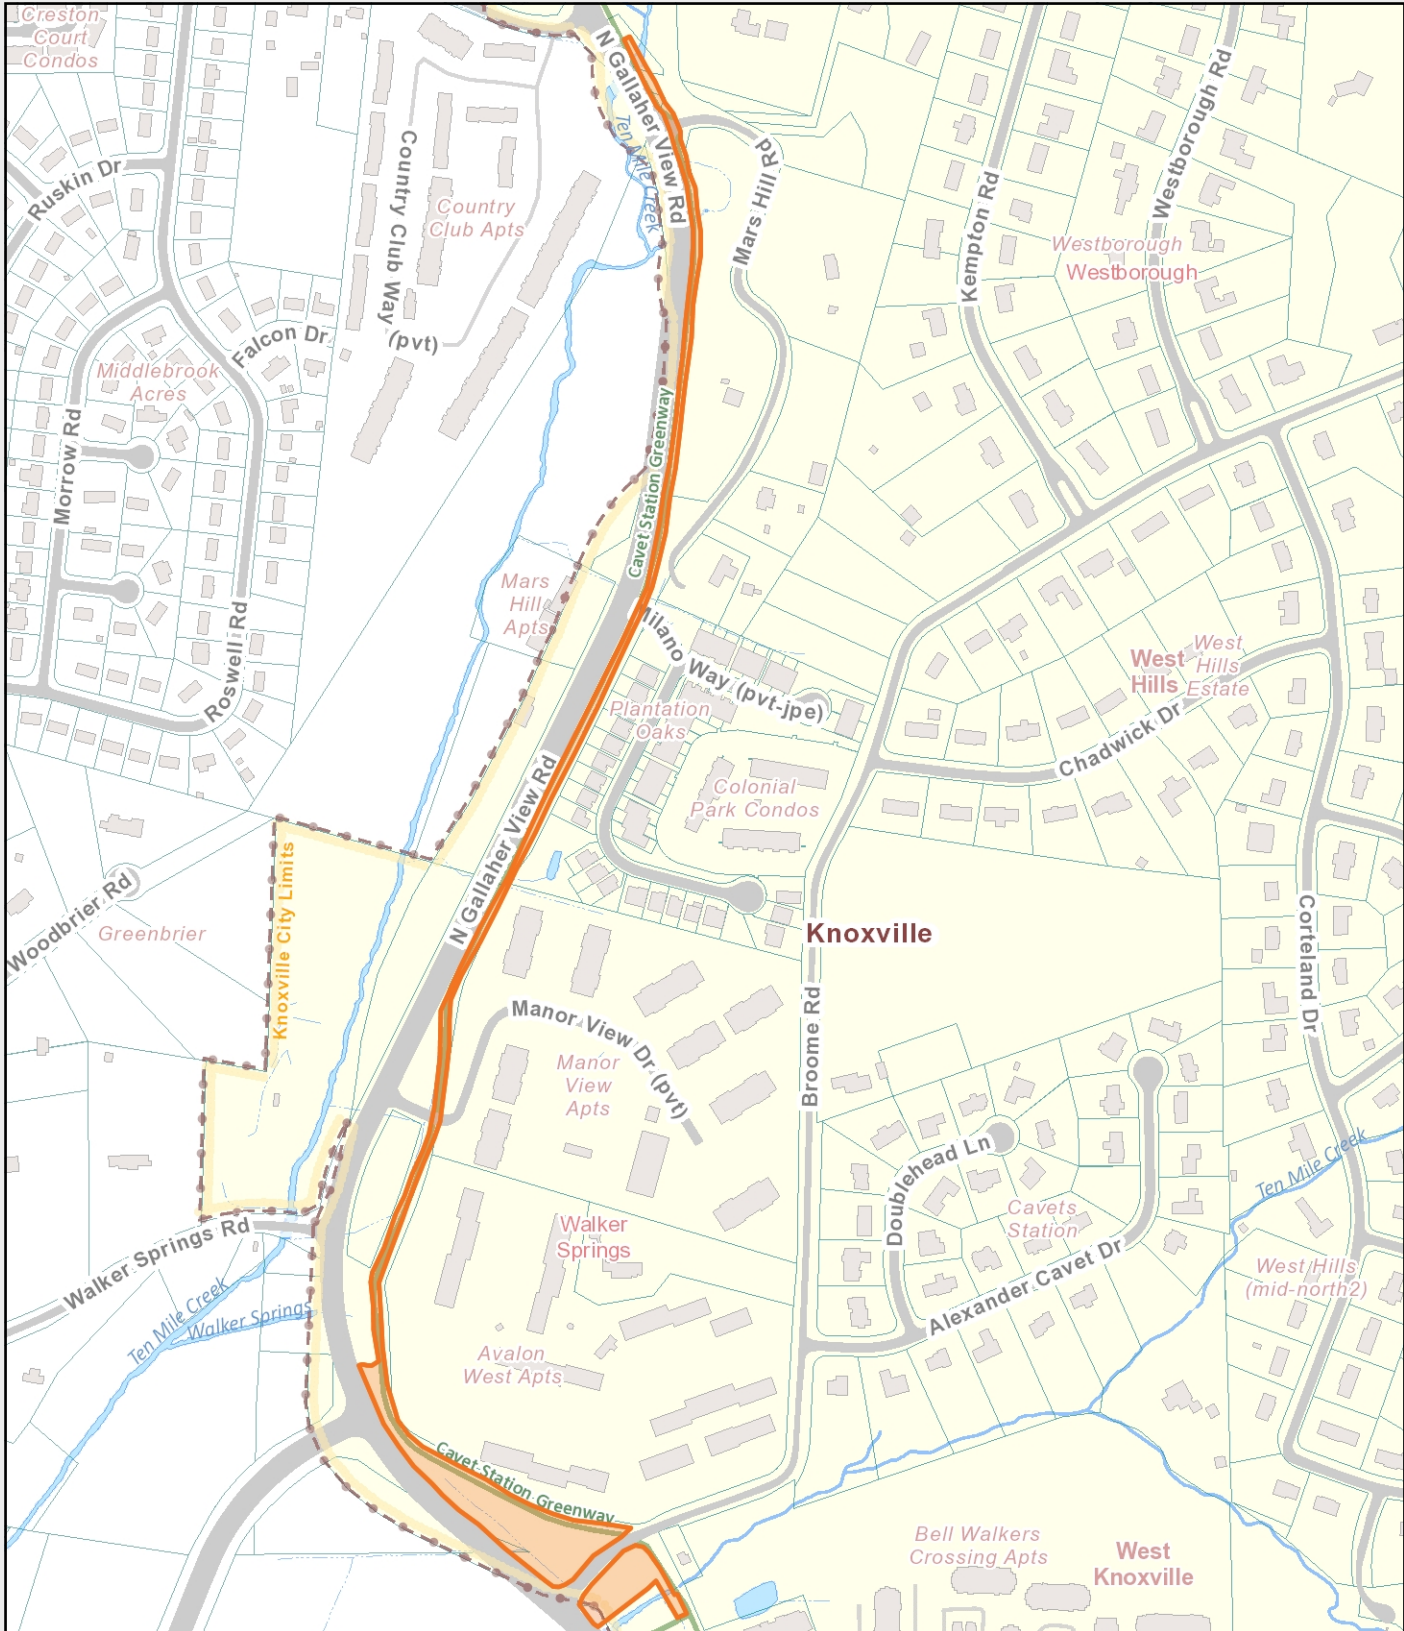 Creston
Court
Condos
N Gallaher View Rd
Ten Mile Creek
Country Club Way (pvt)
Country
Club Apts
Ruskin Dr
Mars Hill Rd
Kempton Rd
Westborough Rd
Westborough
Westborough
Falcon Dr
Middlebrook
Acres
Morrow Rd
Roswell Rd
Cavet Station Greenway
Mars
Hill
Apts
Milano Way (pvt-jpe)
Plantation
Oaks
Colonial
Park Condos
West
Hills
West
Hills
Estate
Chadwick Dr
N Gallaher View Rd
Knoxville City Limits
Woodbrier Rd
Greenbrier
Knoxville
Corteland Dr
Broome Rd
Manor View Dr (pvt)
Manor
View
Apts
Doublehead Ln
Ten Mile Creek
Cavets
Station
Alexander Cavet Dr
Walker
Springs
Walker Springs Rd
Ten Mile Creek
Walker Springs
West Hills
(mid-north2)
Avalon
West Apts
Cavet Station Greenway
Bell Walkers
Crossing Apts
West
Knoxville